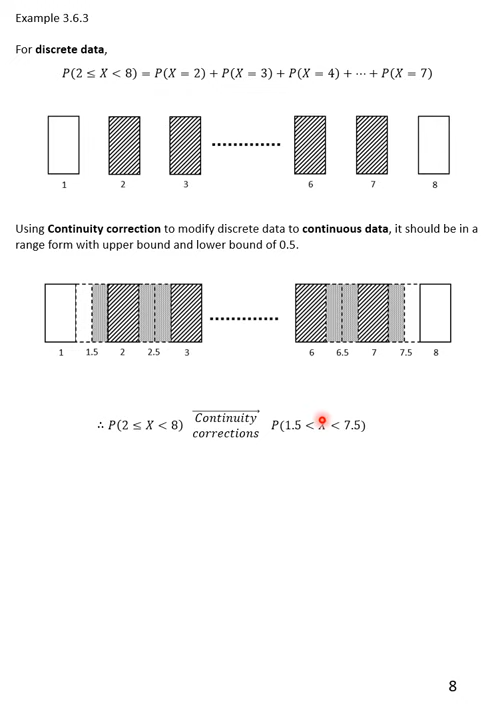 Example 3.6.3
For discrete data,
P(2 ≤ X < 8) = P(X = 2) + P(X = 3) + P(X = 4) + ⋯ + P(X = 7)
1 2 3 6 7 8
Using Continuity correction to modify discrete data to continuous data, it should be in a
range form with upper bound and lower bound of 0.5.
1 1.5 2 2.5 3 6 6.5 7 7.5 8
∴ P(2 ≤ X < 8) Continuity corrections P(1.5 < X < 7.5)
8